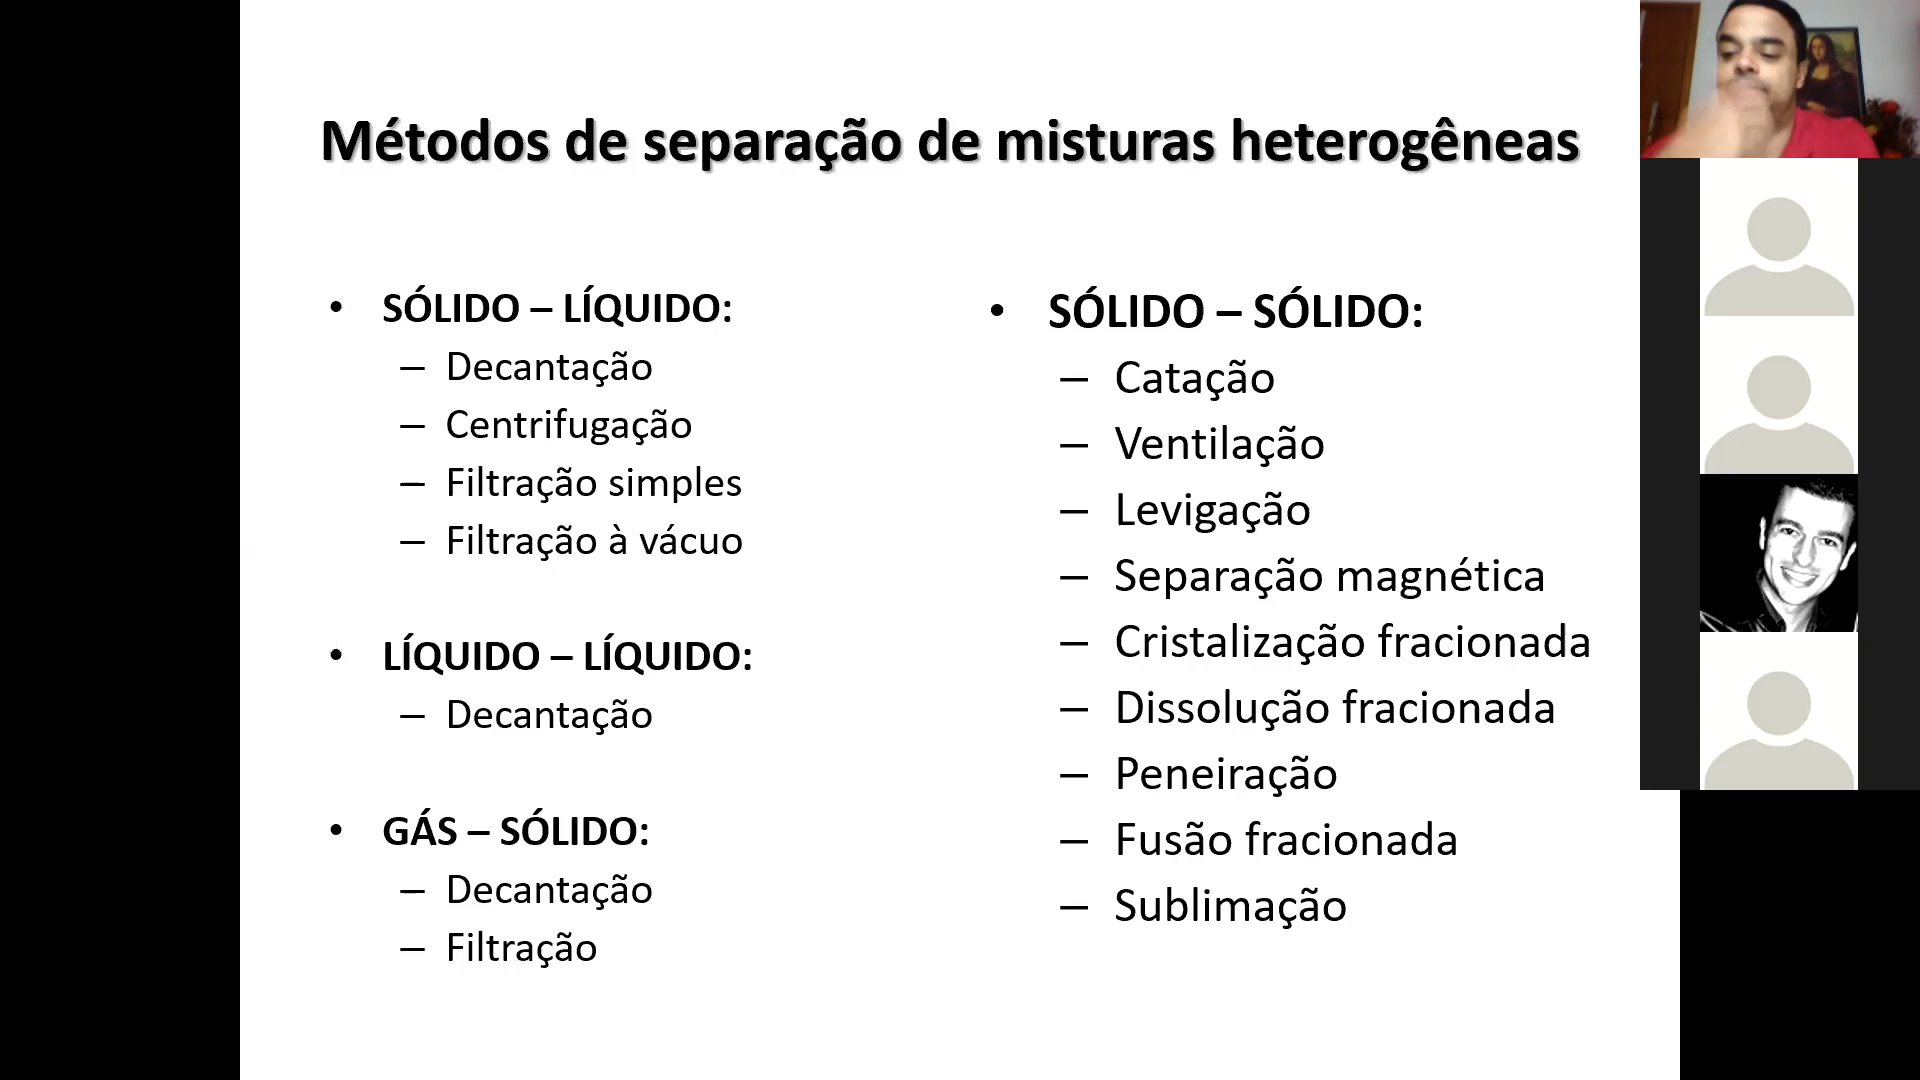 Métodos de separação de misturas heterogêneas
• SÓLIDO – LÍQUIDO:
– Decantação
– Centrifugação
– Filtração simples
– Filtração à vácuo
• LÍQUIDO – LÍQUIDO:
– Decantação
• GÁS – SÓLIDO:
– Decantação
– Filtração
• SÓLIDO – SÓLIDO:
– Catação
– Ventilação
– Levigação
– Separação magnética
– Cristalização fracionada
– Dissolução fracionada
– Peneiração
– Fusão fracionada
– Sublimação